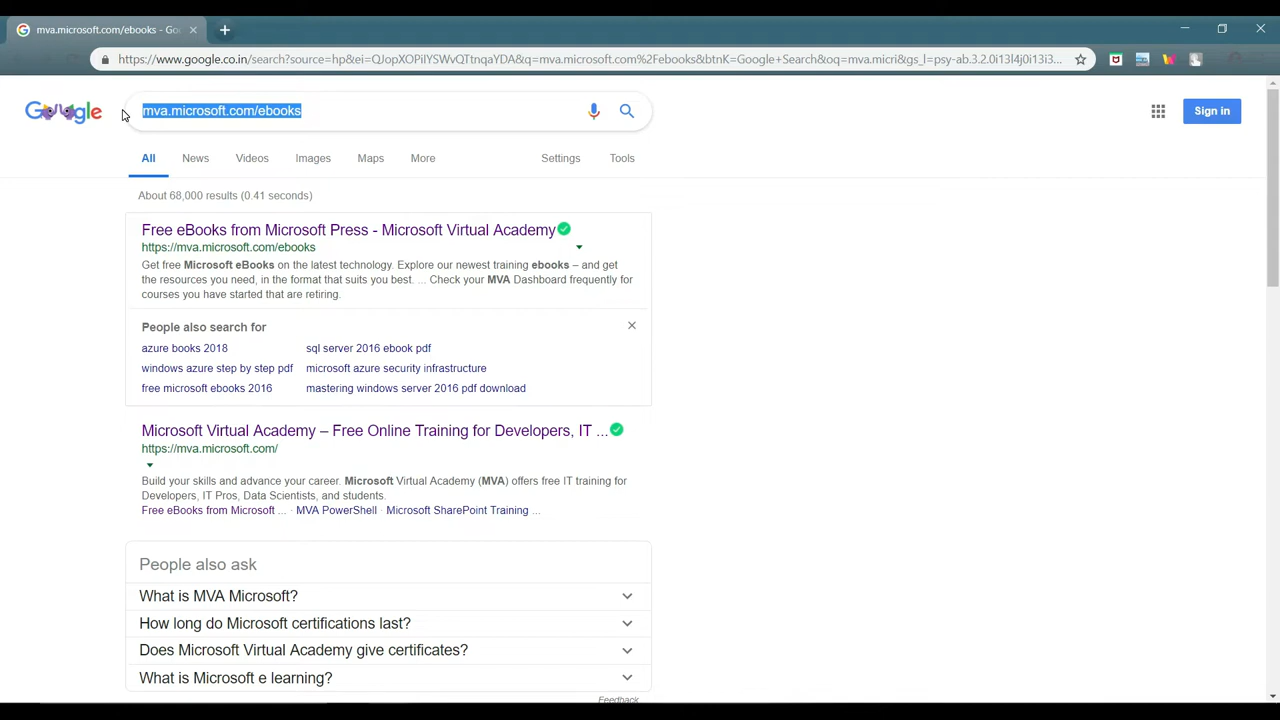 mva.microsoft.com/ebooks - Goo
https://www.google.co.in/search?source=hp&ei=QJopXOPilYSWvQTtnqaYDA&q=mva.microsoft.com%2Febooks&btnK=Google+Search&oq=mva.micri&gs_l=psy-ab.3.2.0i13l4j0i13i3...
Google
mva.microsoft.com/ebooks
Sign in
All News Videos Images Maps More Settings Tools
About 68,000 results (0.41 seconds)
Free eBooks from Microsoft Press - Microsoft Virtual Academy
https://mva.microsoft.com/ebooks
Get free Microsoft eBooks on the latest technology. Explore our newest training ebooks – and get
the resources you need, in the format that suits you best. ... Check your MVA Dashboard frequently for
courses you have started that are retiring.
People also search for
azure books 2018 sql server 2016 ebook pdf
windows azure step by step pdf microsoft azure security infrastructure
free microsoft ebooks 2016 mastering windows server 2016 pdf download
Microsoft Virtual Academy – Free Online Training for Developers, IT ...
https://mva.microsoft.com/
Build your skills and advance your career. Microsoft Virtual Academy (MVA) offers free IT training for
Developers, IT Pros, Data Scientists, and students.
Free eBooks from Microsoft ... · MVA PowerShell · Microsoft SharePoint Training ...
People also ask
What is MVA Microsoft?
How long do Microsoft certifications last?
Does Microsoft Virtual Academy give certificates?
What is Microsoft e learning?
Feedback